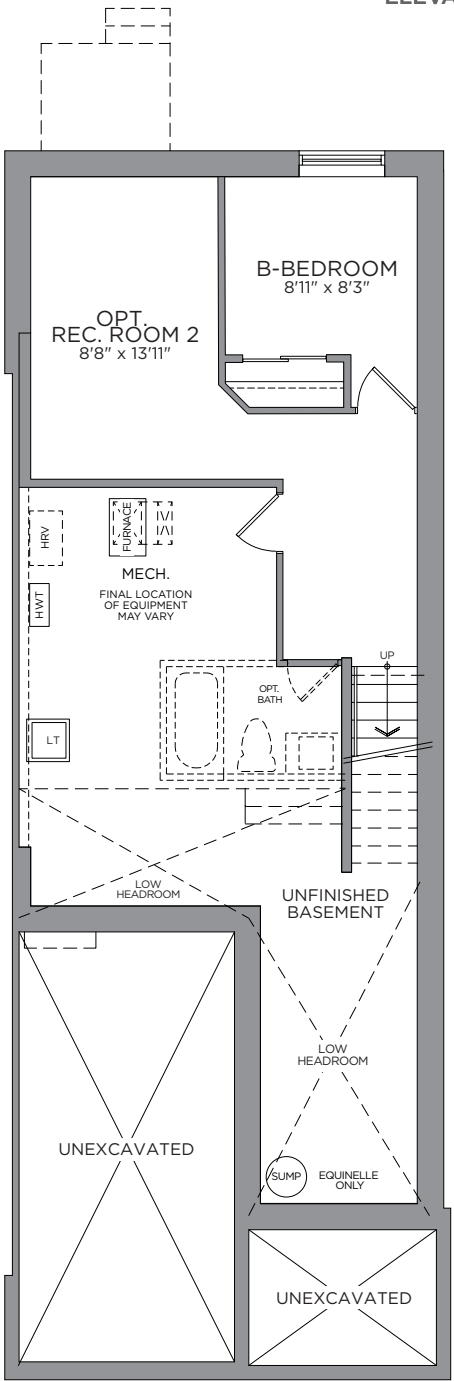 B-BEDROOM
8'11" x 8'3"
OPT.
REC. ROOM 2
8'8" x 13'11"
HRV
FURNACE
HWT
MECH.
FINAL LOCATION
OF EQUIPMENT
MAY VARY
UP
OPT.
BATH
LT
LOW
HEADROOM
UNFINISHED
BASEMENT
LOW
HEADROOM
UNEXCAVATED
SUMP
EQUINELLE
ONLY
UNEXCAVATED